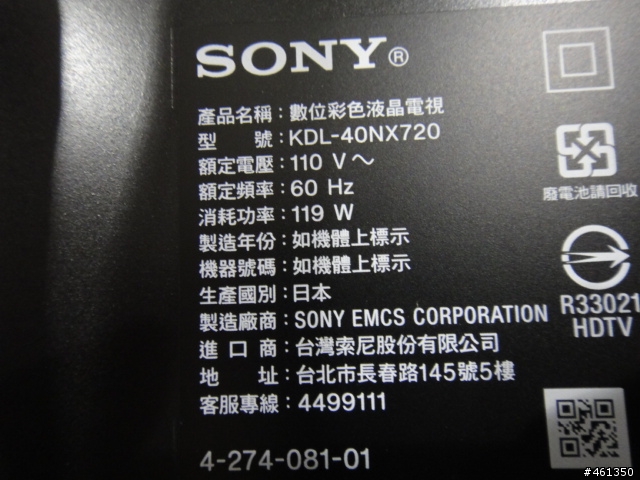 SONY®
產品名稱：數位彩色液晶電視
型　　號：KDL-40NX720
額定電壓：110 V～
額定頻率：60 Hz
消耗功率：119 W
製造年份：如機體上標示
機器號碼：如機體上標示
生產國別：日本
製造廠商：SONY EMCS CORPORATION
進 口 商：台灣索尼股份有限公司
地　　址：台北市長春路145號5樓
客服專線：4499111
4-274-081-01
廢電池請回收
R33021
HDTV
#461350